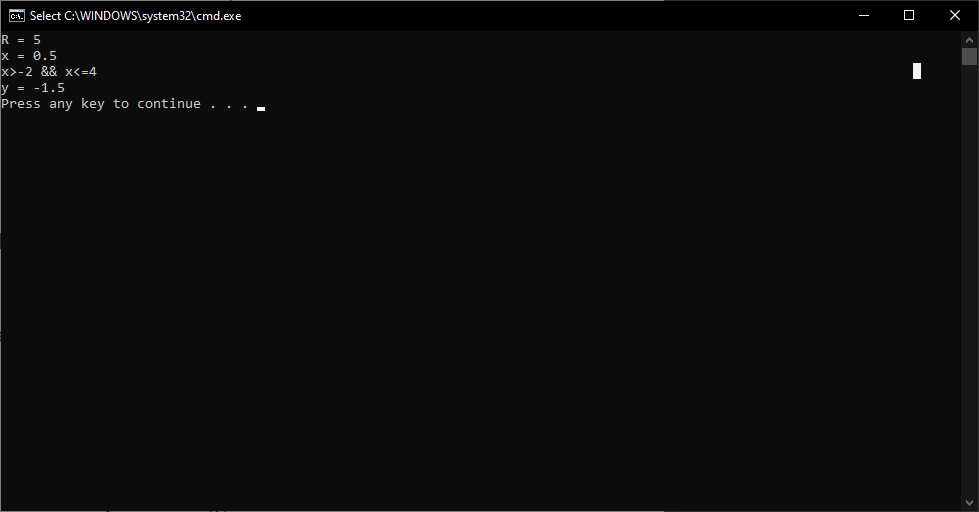 Select C:\WINDOWS\system32\cmd.exe
R = 5
x = 0.5
x>-2 && x<=4
y = -1.5
Press any key to continue . . .